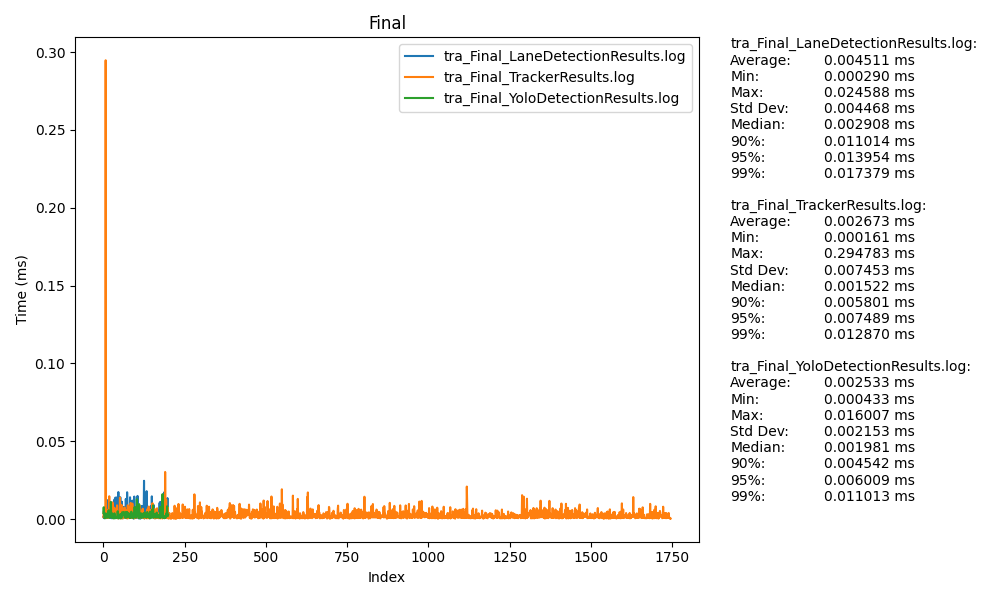 Final
0.30
0.25
0.20
0.15
0.10
0.05
0.00
Time (ms)
0 250 500 750 1000 1250 1500 1750
Index
tra_Final_LaneDetectionResults.log
tra_Final_TrackerResults.log
tra_Final_YoloDetectionResults.log
tra_Final_LaneDetectionResults.log:
Average: 0.004511 ms
Min: 0.000290 ms
Max: 0.024588 ms
Std Dev: 0.004468 ms
Median: 0.002908 ms
90%: 0.011014 ms
95%: 0.013954 ms
99%: 0.017379 ms
tra_Final_TrackerResults.log:
Average: 0.002673 ms
Min: 0.000161 ms
Max: 0.294783 ms
Std Dev: 0.007453 ms
Median: 0.001522 ms
90%: 0.005801 ms
95%: 0.007489 ms
99%: 0.012870 ms
tra_Final_YoloDetectionResults.log:
Average: 0.002533 ms
Min: 0.000433 ms
Max: 0.016007 ms
Std Dev: 0.002153 ms
Median: 0.001981 ms
90%: 0.004542 ms
95%: 0.006009 ms
99%: 0.011013 ms